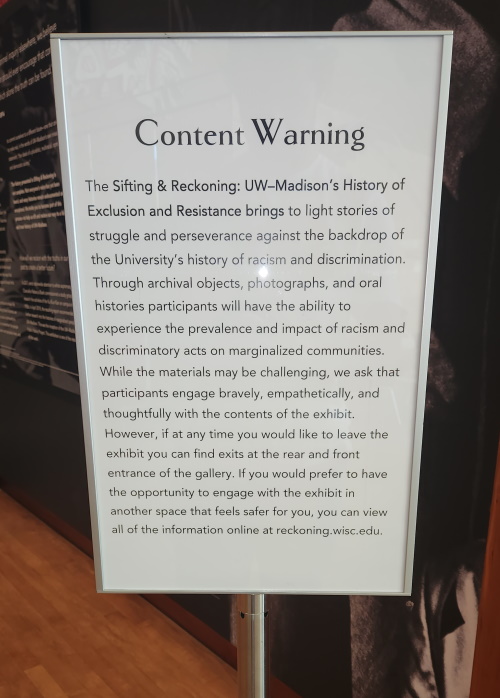 Content Warning
The Sifting & Reckoning: UW–Madison's History of
Exclusion and Resistance brings to light stories of
struggle and perseverance against the backdrop of
the University's history of racism and discrimination.
Through archival objects, photographs, and oral
histories participants will have the ability to
experience the prevalence and impact of racism and
discriminatory acts on marginalized communities.
While the materials may be challenging, we ask that
participants engage bravely, empathetically, and
thoughtfully with the contents of the exhibit.
However, if at any time you would like to leave the
exhibit you can find exits at the rear and front
entrance of the gallery. If you would prefer to have
the opportunity to engage with the exhibit in
another space that feels safer for you, you can view
all of the information online at reckoning.wisc.edu.